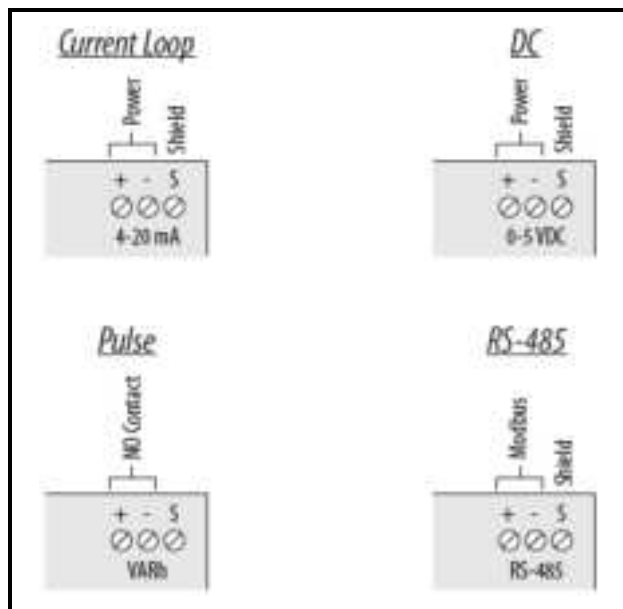 Current Loop
Power
Shield
+ - S
4-20 mA
DC
Power
Shield
+ - S
0-5 VDC
Pulse
NO Contact
+ - S
VARh
RS-485
Modbus
Shield
+ - S
RS-485